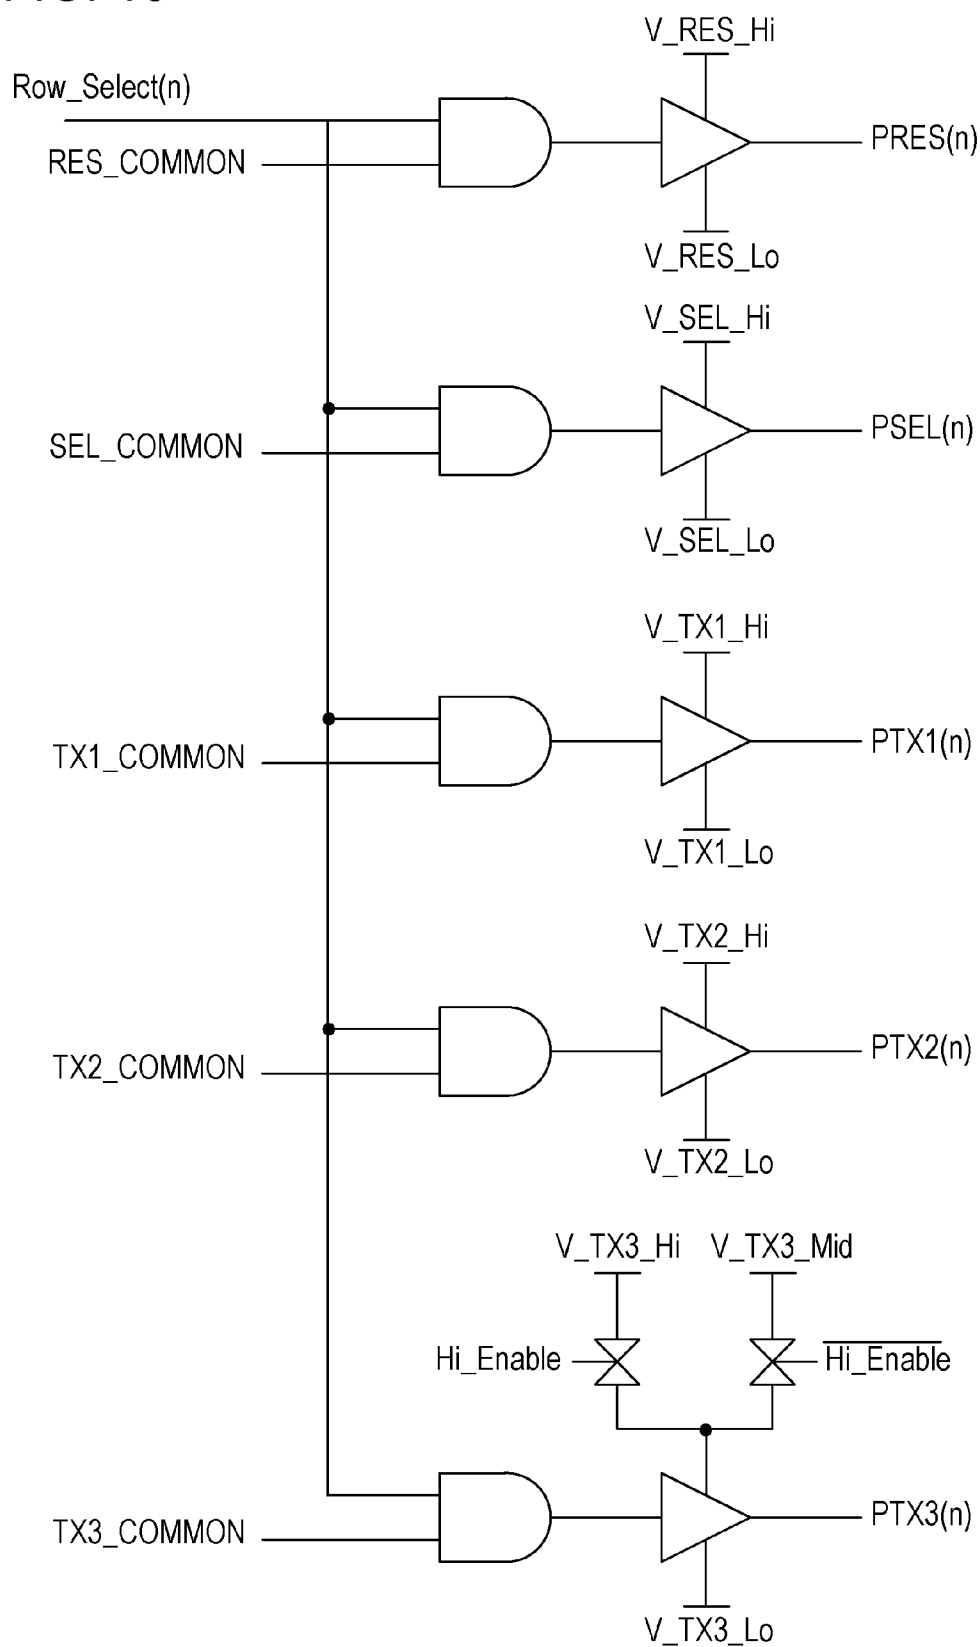 V_RES_Hi
Row_Select(n)
PRES(n)
RES_COMMON
V_RES_Lo
V_SEL_Hi
PSEL(n)
SEL_COMMON
V_SEL_Lo
V_TX1_Hi
PTX1(n)
TX1_COMMON
V_TX1_Lo
V_TX2_Hi
PTX2(n)
TX2_COMMON
V_TX2_Lo
V_TX3_Hi V_TX3_Mid
Hi_Enable Hi_Enable
PTX3(n)
TX3_COMMON
V_TX3_Lo